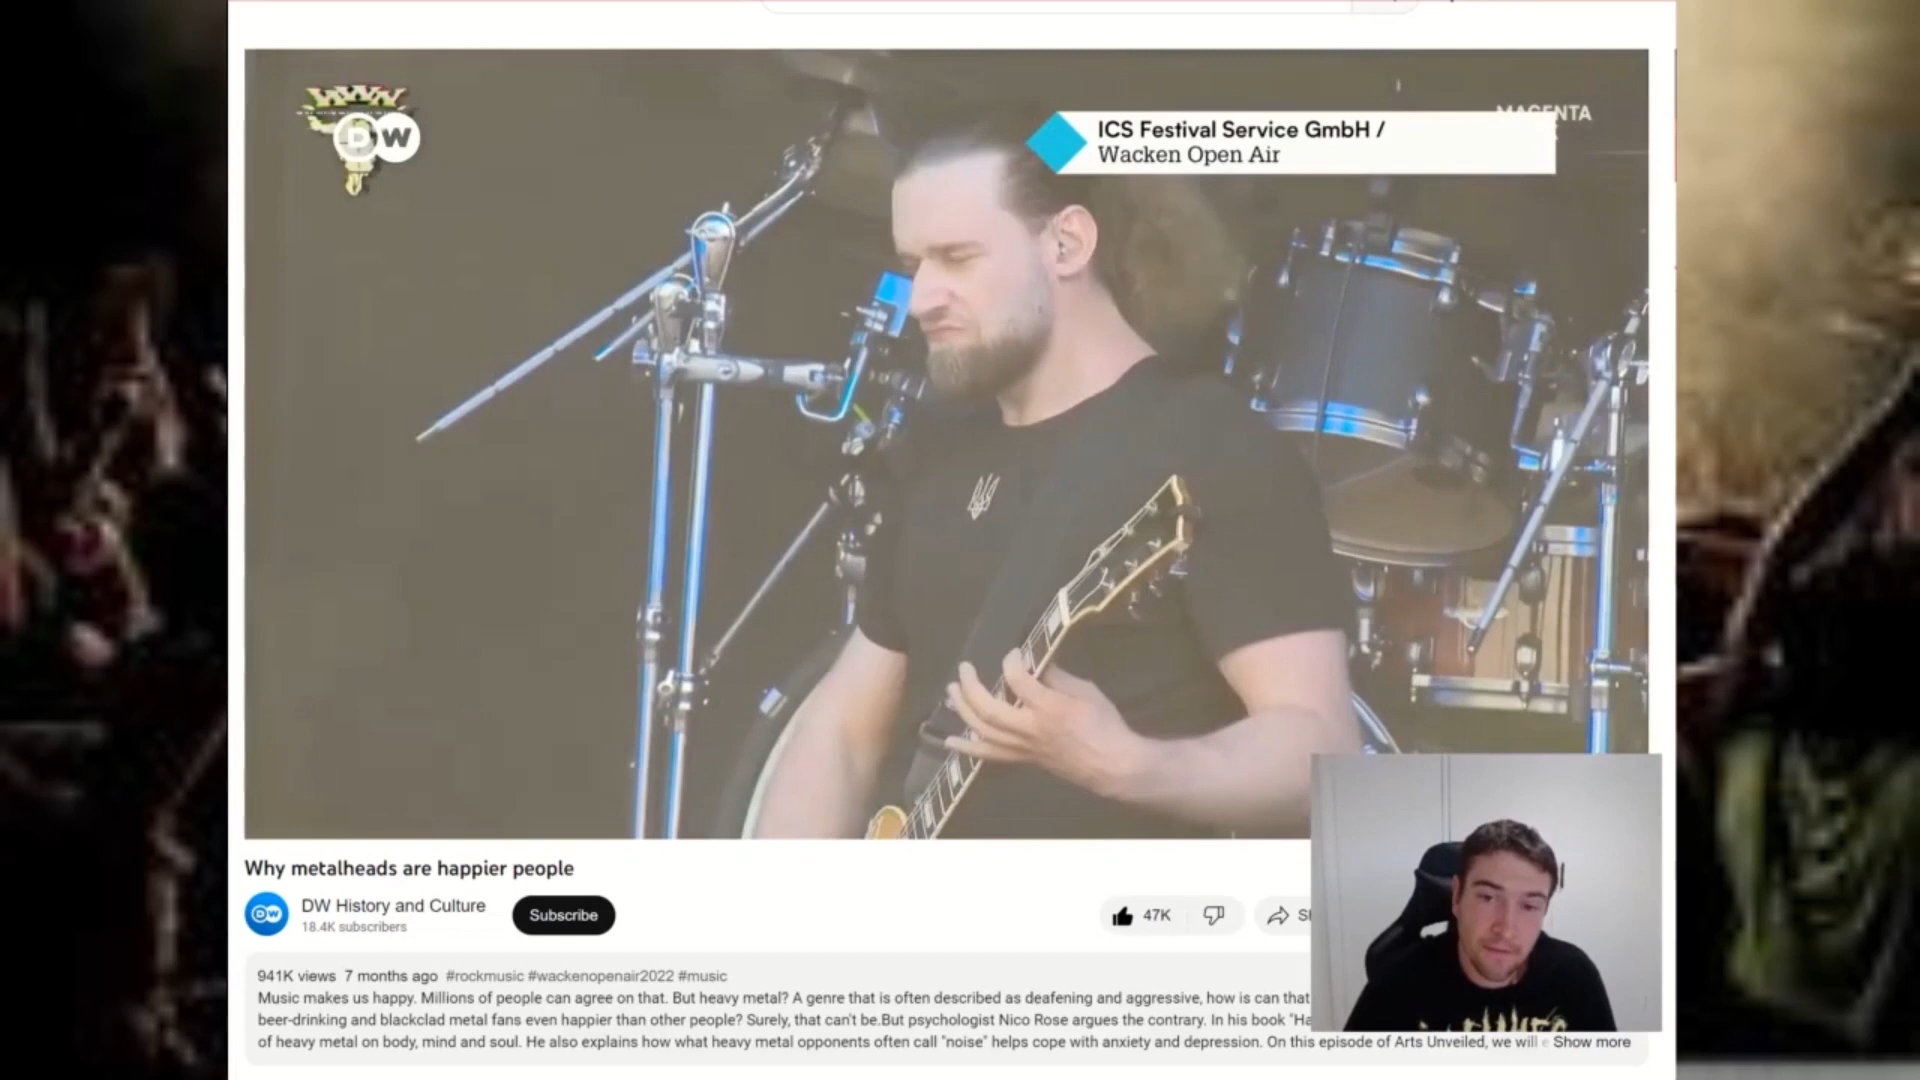 DW
MAGENTA
ICS Festival Service GmbH /
Wacken Open Air
Why metalheads are happier people
DW
DW History and Culture
18.4K subscribers
Subscribe
47K
941K views 7 months ago #rockmusic #wackenopenair2022 #music
Music makes us happy. Millions of people can agree on that. But heavy metal? A genre that is often described as deafening and aggressive, how is can that
beer-drinking and blackclad metal fans even happier than other people? Surely, that can't be.But psychologist Nico Rose argues the contrary. In his book "Ha
of heavy metal on body, mind and soul. He also explains how what heavy metal opponents often call "noise" helps cope with anxiety and depression. On this episode of Arts Unveiled, we will Show more